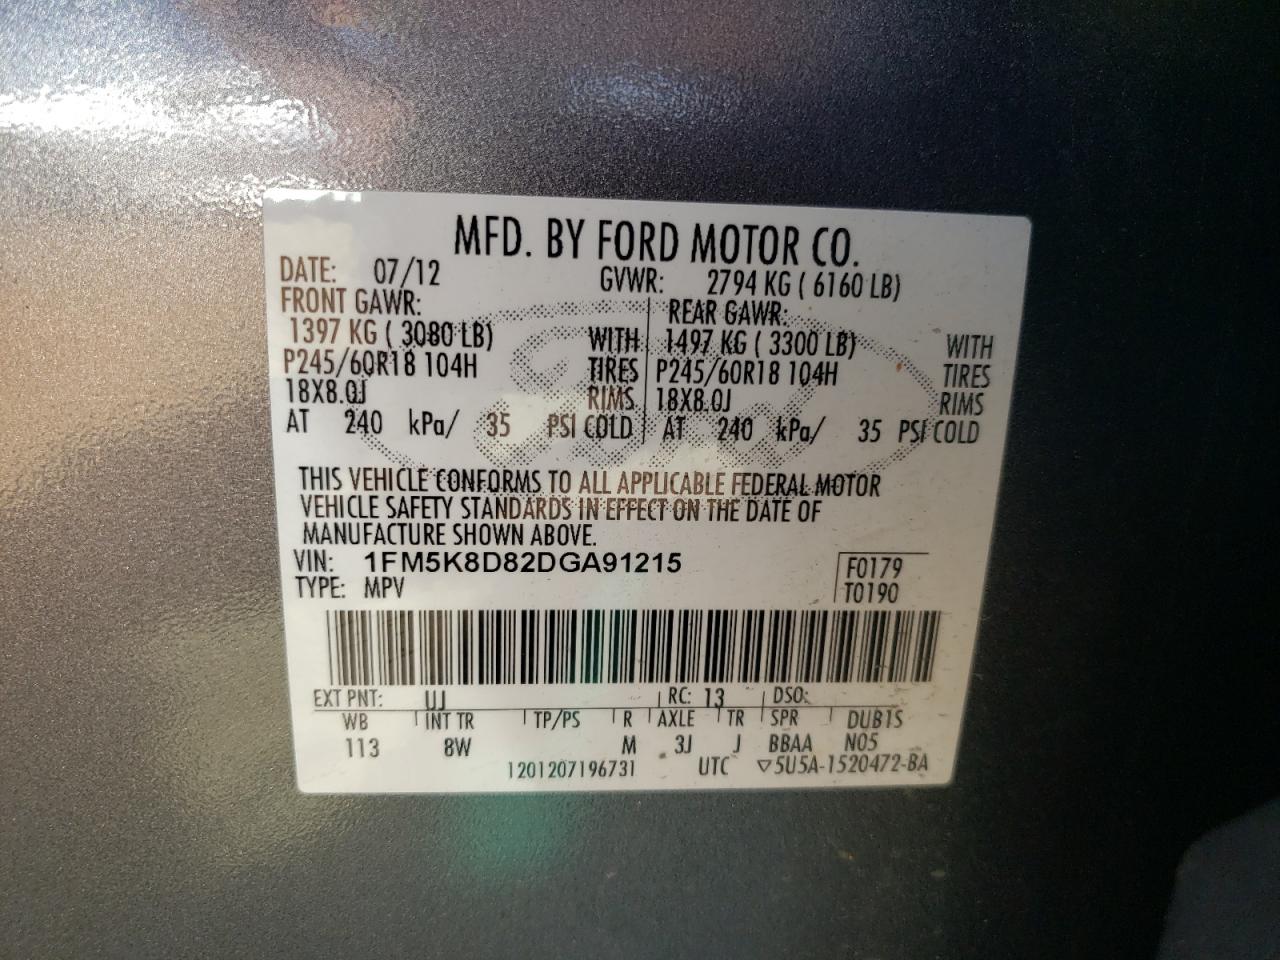 MFD. BY FORD MOTOR CO.
DATE: 07/12 GVWR: 2794 KG ( 6160 LB)
FRONT GAWR: REAR GAWR:
1397 KG ( 3080 LB) WITH 1497 KG ( 3300 LB) WITH
P245/60R18 104H TIRES P245/60R18 104H TIRES
18X8.0J RIMS 18X8.0J RIMS
AT 240 kPa/ 35 PSI COLD AT 240 kPa/ 35 PSI COLD
THIS VEHICLE CONFORMS TO ALL APPLICABLE FEDERAL MOTOR
VEHICLE SAFETY STANDARDS IN EFFECT ON THE DATE OF
MANUFACTURE SHOWN ABOVE.
VIN: 1FM5K8D82DGA91215 F0179
TYPE: MPV T0190
EXT PNT: UJ RC: 13 DSO:
WB INT TR TP/PS R AXLE TR SPR DUB1S
113 8W M 3J J BBAA N05
1201207196731 UTC ▽5U5A-1520472-BA